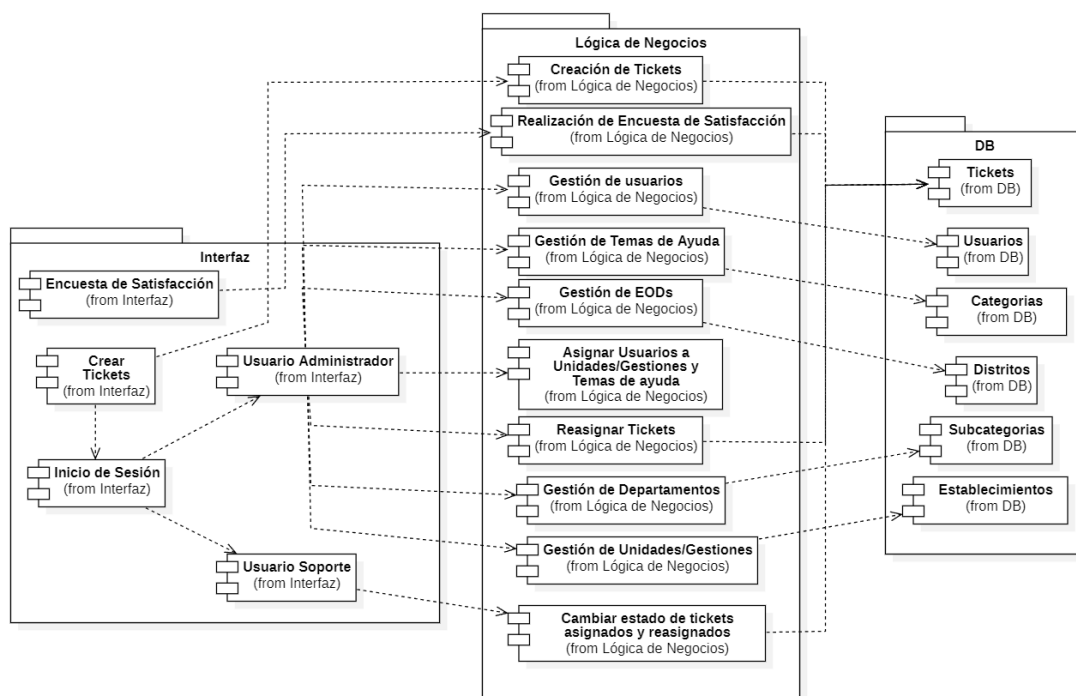 Interfaz
Encuesta de Satisfacción
(from Interfaz)
Crear
Tickets
(from Interfaz)
Usuario Administrador
(from Interfaz)
Inicio de Sesión
(from Interfaz)
Usuario Soporte
(from Interfaz)
Lógica de Negocios
Creación de Tickets
(from Lógica de Negocios)
Realización de Encuesta de Satisfacción
(from Lógica de Negocios)
Gestión de usuarios
(from Lógica de Negocios)
Gestión de Temas de Ayuda
(from Lógica de Negocios)
Gestión de EODs
(from Lógica de Negocios)
Asignar Usuarios a
Unidades/Gestiones y
Temas de ayuda
(from Lógica de Negocios)
Reasignar Tickets
(from Lógica de Negocios)
Gestión de Departamentos
(from Lógica de Negocios)
Gestión de Unidades/Gestiones
(from Lógica de Negocios)
Cambiar estado de tickets
asignados y reasignados
(from Lógica de Negocios)
DB
Tickets
(from DB)
Usuarios
(from DB)
Categorias
(from DB)
Distritos
(from DB)
Subcategorias
(from DB)
Establecimientos
(from DB)